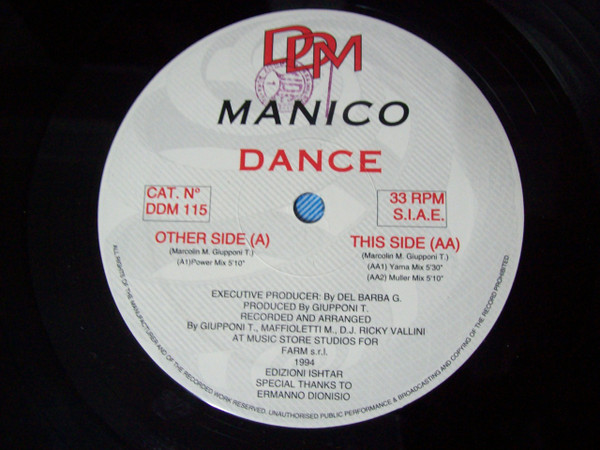 DDM
MANICO
DANCE
CAT. Nº
DDM 115
33 RPM
S.I.A.E.
OTHER SIDE (A)
(Marcolin M. Giupponi T.)
(A1)Power Mix 5'10"
THIS SIDE (AA)
(Marcolin M. Giupponi T.)
(AA1) Yama Mix 5'30"
(AA2) Muller Mix 5'10"
EXECUTIVE PRODUCER: By DEL BARBA G.
PRODUCED By GIUPPONI T.
RECORDED AND ARRANGED
By GIUPPONI T., MAFFIOLETTI M., D.J. RICKY VALLINI
AT MUSIC STORE STUDIOS FOR
FARM s.r.l.
1994
EDIZIONI ISHTAR
SPECIAL THANKS TO
ERMANNO DIONISIO
ALL RIGHTS OF THE MANUFACTURER AND OF THE RECORDED WORK RESERVED. UNAUTHORISED PUBLIC PERFORMANCE & BROADCASTING AND COPYING OF THE RECORD PROHIBITED